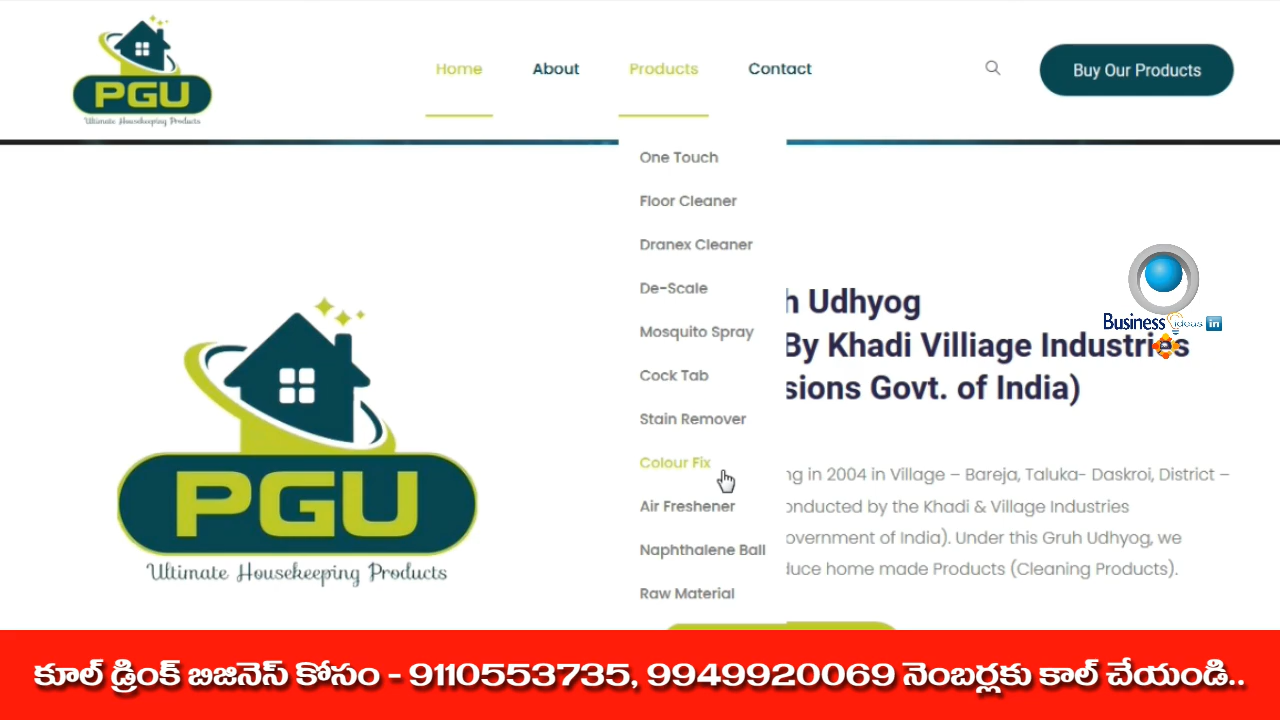 PGU
Ultimate Housekeeping Products
Home About Products Contact
Buy Our Products
One Touch
Floor Cleaner
Dranex Cleaner
De-Scale
Mosquito Spray
Cock Tab
Stain Remover
Colour Fix
Air Freshener
Naphthalene Ball
Raw Material
PGU
Ultimate Housekeeping Products
h Udhyog
By Khadi Villiage Industries
sions Govt. of India)
ng in 2004 in Village – Bareja, Taluka- Daskroi, District –
onducted by the Khadi & Village Industries
overnment of India). Under this Gruh Udhyog, we
duce home made Products (Cleaning Products).
Business ideas in
కూల్ డ్రింక్ బిజినెస్ కోసం - 9110553735, 9949920069 నెంబర్లకు కాల్ చేయండి..